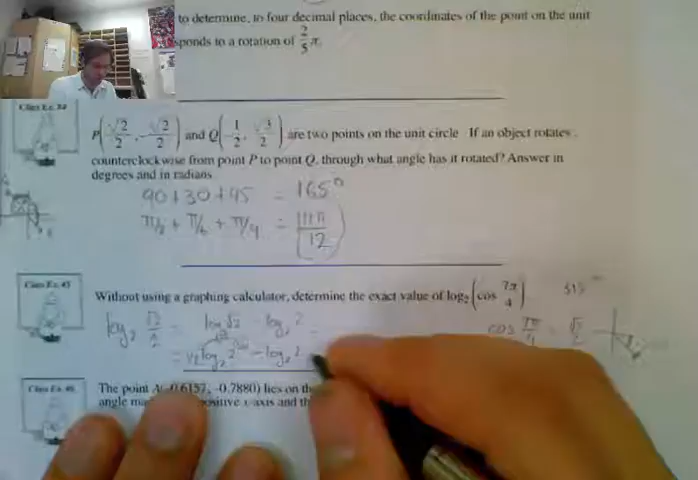 to determine, to four decimal places, the coordinates of the point on the unit
sponds to a rotation of 2/5 π.
Class Ex. #4
P(√2/2, -√2/2) and Q(-1/2, √3/2) are two points on the unit circle. If an object rotates
counterclockwise from point P to point Q, through what angle has it rotated? Answer in
degrees and in radians
90 + 30 + 45 = 165°
π/2 + π/6 + π/4 = 11π/12
Class Ex. #5
Without using a graphing calculator, determine the exact value of log₂(cos 7π/4)
315°
log₂ √2/2 = log₂ √2 - log₂ 2 =
cos 7π/4 = √2/2
= 1/2 log₂ 2 - log₂ 2
Class Ex. #6
The point A(-0.6157, -0.7880) lies on th
angle ma positive x-axis and th